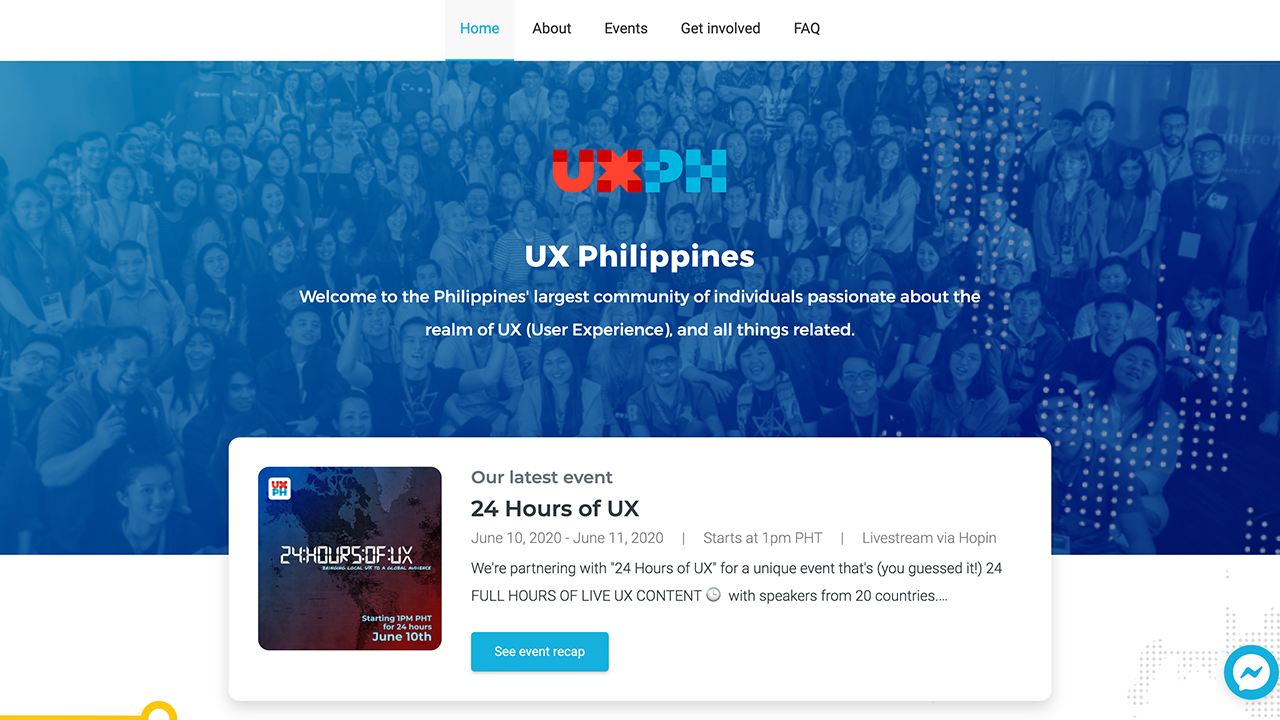 Home About Events Get involved FAQ
UXPH
UX Philippines
Welcome to the Philippines' largest community of individuals passionate about the
realm of UX (User Experience), and all things related.
UX
PH
24:HOURS:OF:UX
BRINGING LOCAL UX TO A GLOBAL AUDIENCE
Starting 1PM PHT
for 24 hours
June 10th
Our latest event
24 Hours of UX
June 10, 2020 - June 11, 2020 | Starts at 1pm PHT | Livestream via Hopin
We're partnering with "24 Hours of UX" for a unique event that's (you guessed it!) 24
FULL HOURS OF LIVE UX CONTENT 🕒 with speakers from 20 countries....
See event recap